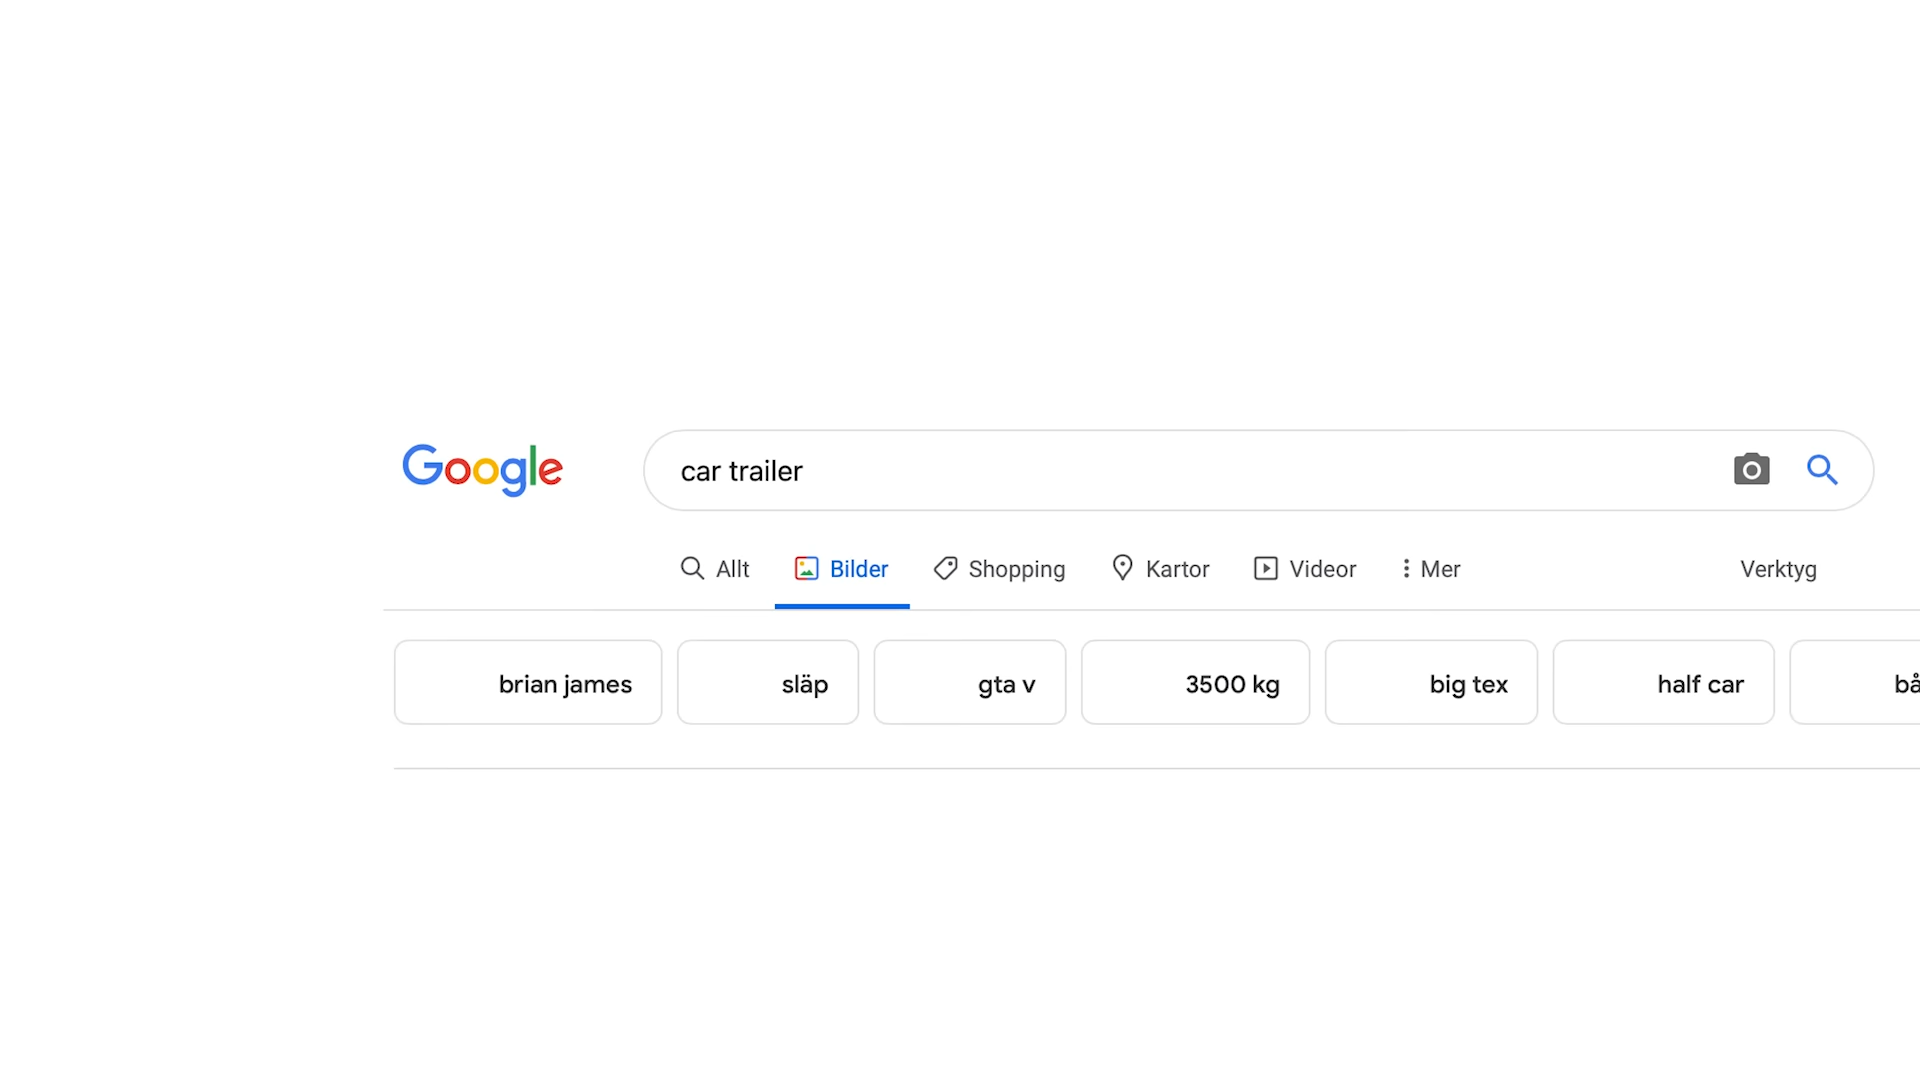 Google car trailer
Allt Bilder Shopping Kartor Videor Mer Verktyg
brian james släp gta v 3500 kg big tex half car